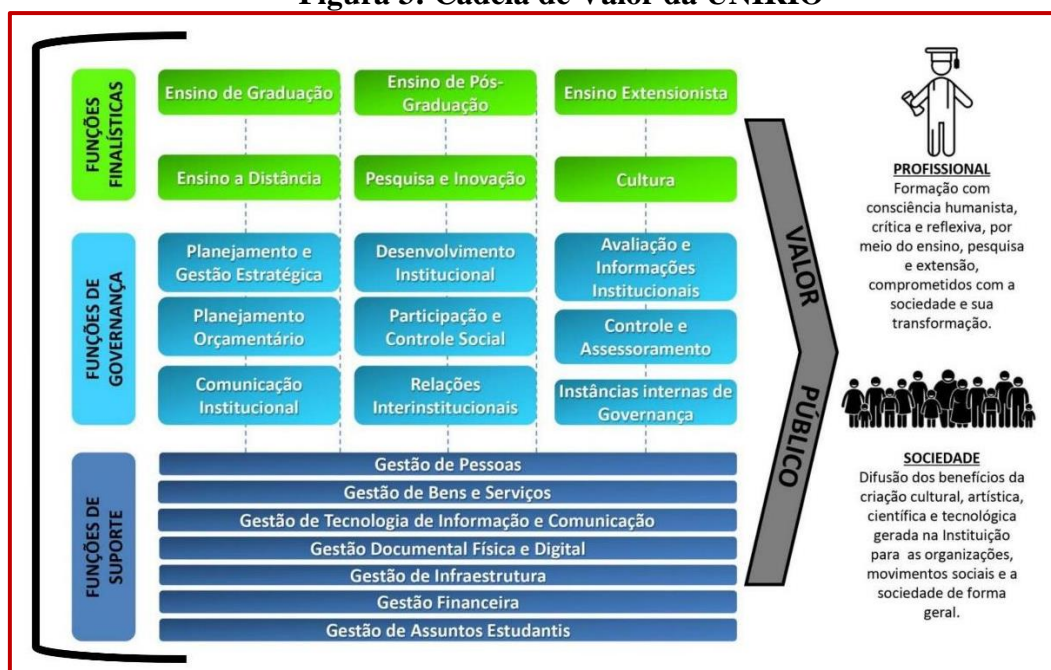 Figura 3: Cadeia de Valor da UNIRIO
FUNÇÕES
FINALÍSTICAS
Ensino de Graduação
Ensino de Pós-
Graduação
Ensino Extensionista
Ensino a Distância
Pesquisa e Inovação
Cultura
FUNÇÕES DE
GOVERNANÇA
Planejamento e
Gestão Estratégica
Desenvolvimento
Institucional
Avaliação e
Informações
Institucionais
Planejamento
Orçamentário
Participação e
Controle Social
Controle e
Assessoramento
Comunicação
Institucional
Relações
Interinstitucionais
Instâncias internas de
Governança
FUNÇÕES DE
SUPORTE
Gestão de Pessoas
Gestão de Bens e Serviços
Gestão de Tecnologia de Informação e Comunicação
Gestão Documental Física e Digital
Gestão de Infraestrutura
Gestão Financeira
Gestão de Assuntos Estudantis
VALOR
PÚBLICO
PROFISSIONAL
Formação com
consciência humanista,
crítica e reflexiva, por
meio do ensino, pesquisa
e extensão,
comprometidos com a
sociedade e sua
transformação.
SOCIEDADE
Difusão dos benefícios da
criação cultural, artística,
científica e tecnológica
gerada na Instituição
para as organizações,
movimentos sociais e a
sociedade de forma
geral.